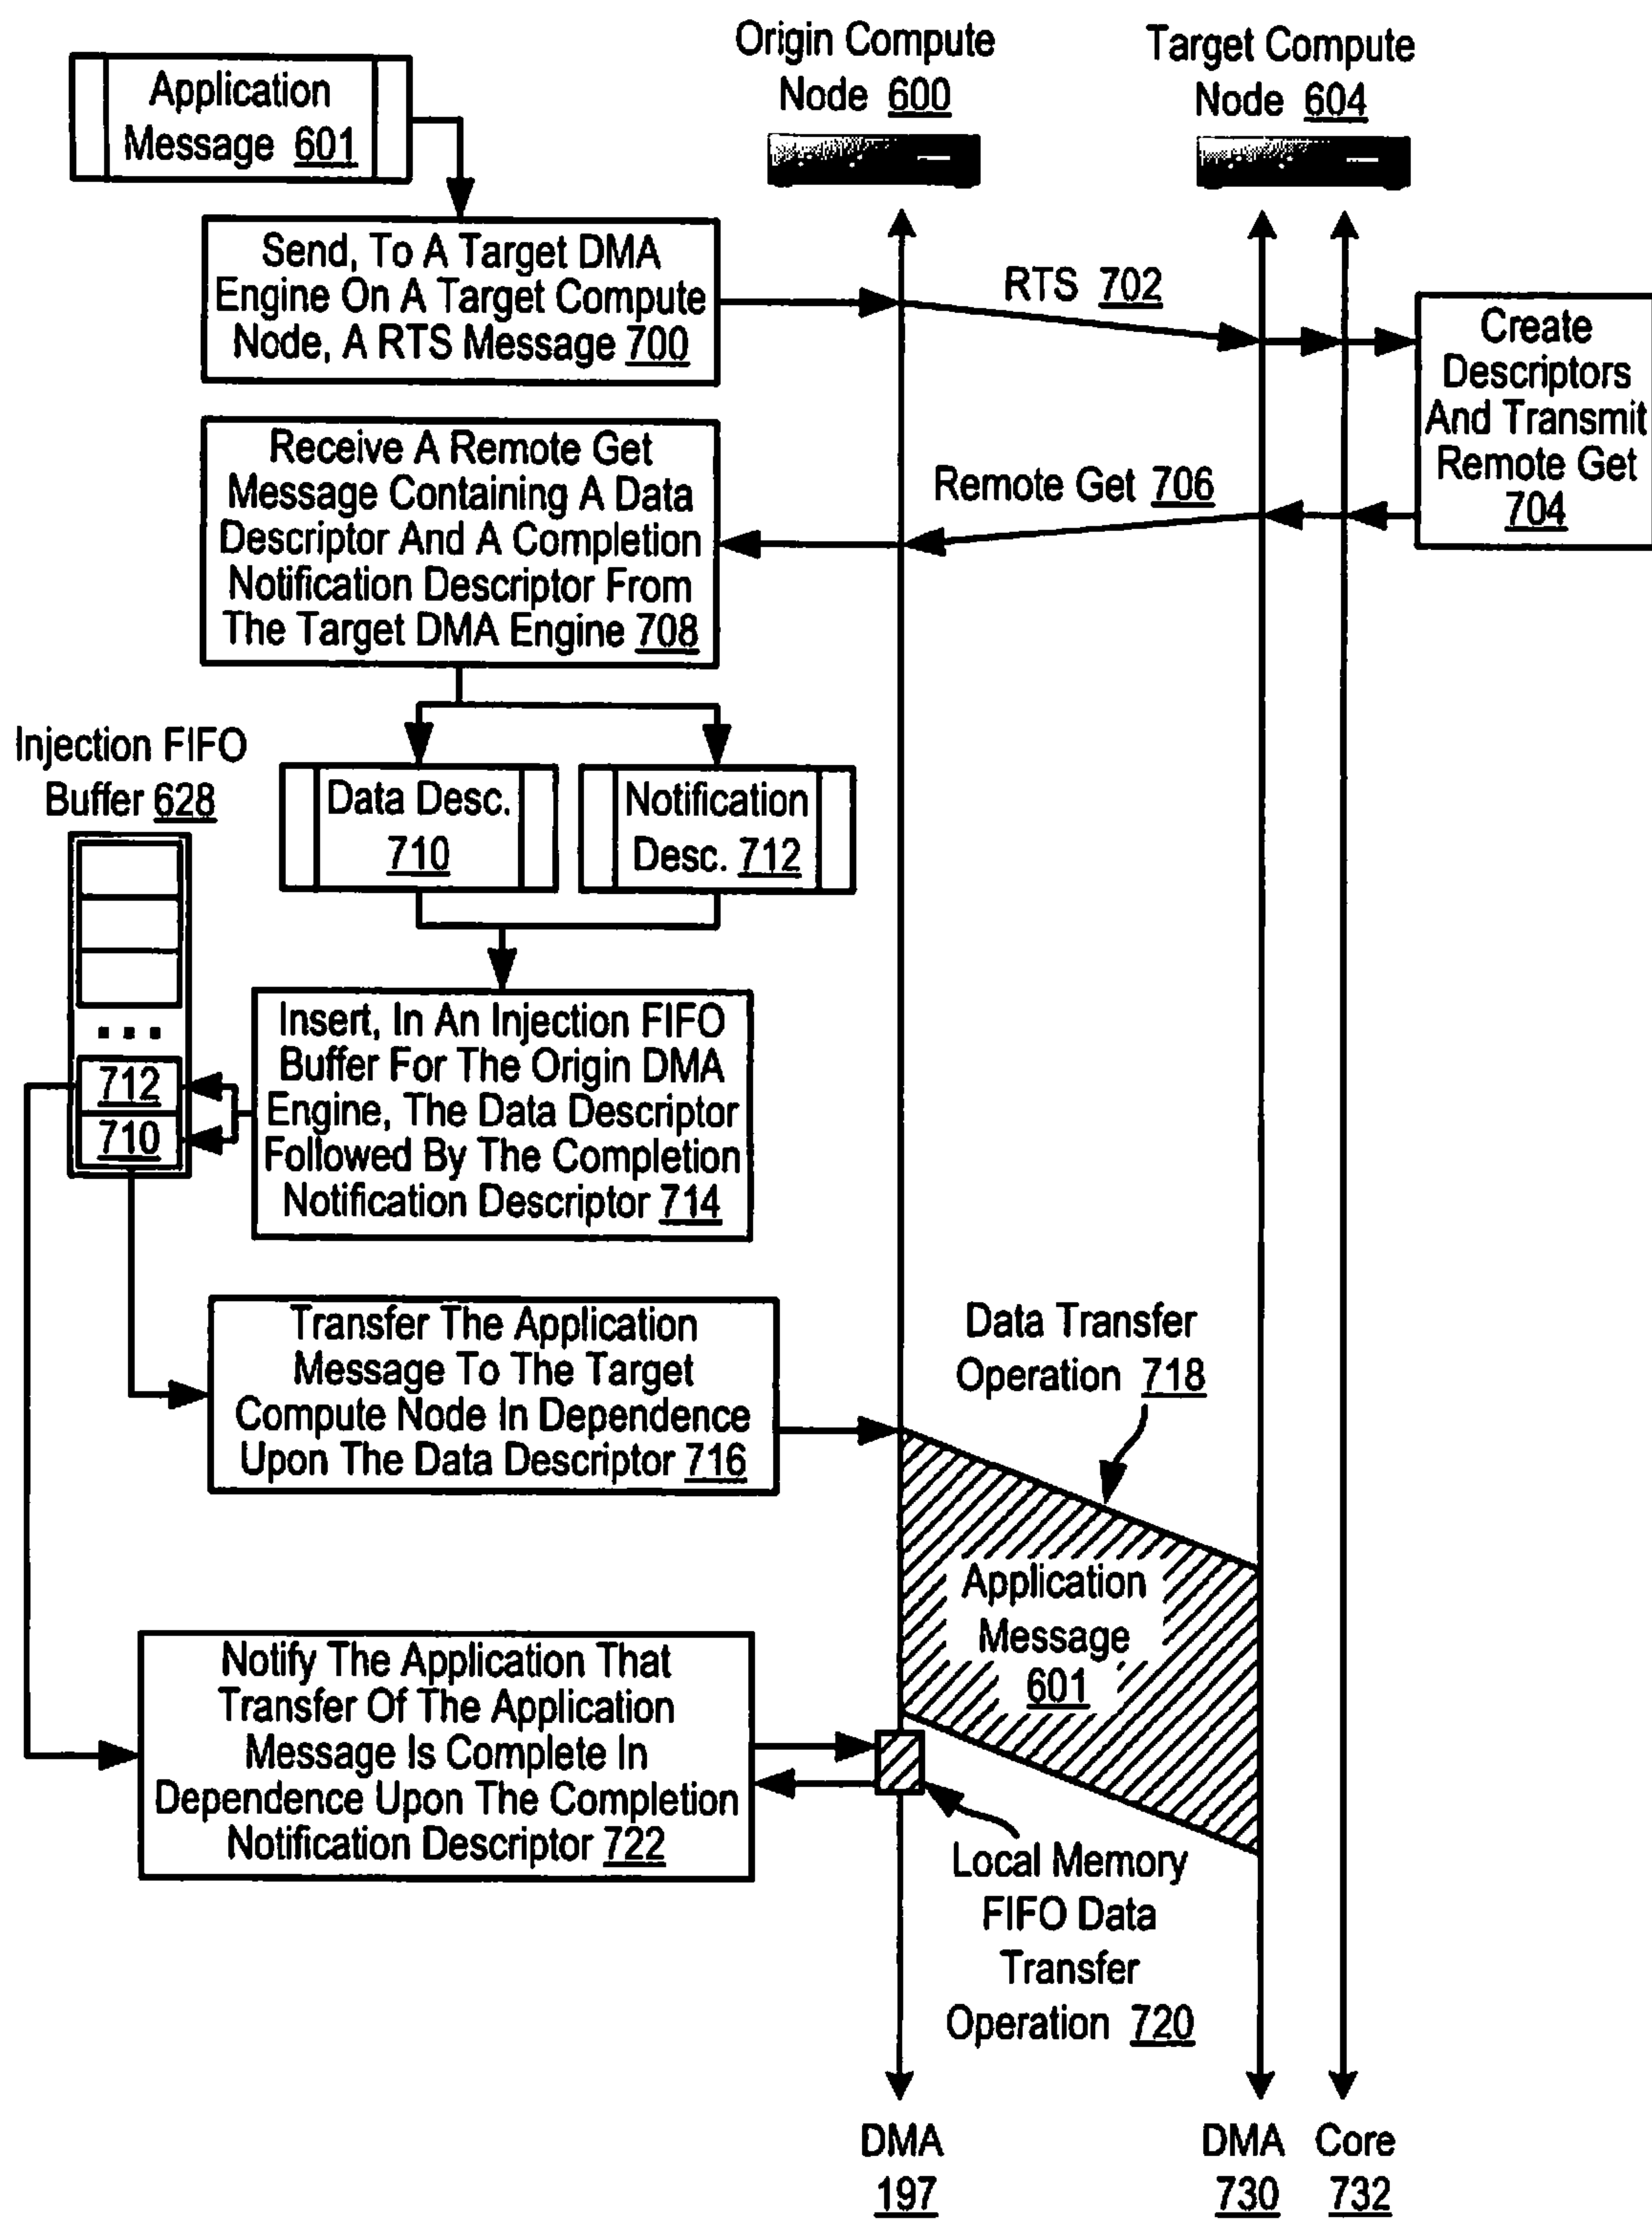 Origin Compute
Node 600
Target Compute
Node 604
Application
Message 601
Send, To A Target DMA
Engine On A Target Compute
Node, A RTS Message 700
RTS 702
Create
Descriptors
And Transmit
Remote Get
704
Receive A Remote Get
Message Containing A Data
Descriptor And A Completion
Notification Descriptor From
The Target DMA Engine 708
Remote Get 706
Injection FIFO
Buffer 628
Data Desc.
710
Notification
Desc. 712
...
712
710
Insert, In An Injection FIFO
Buffer For The Origin DMA
Engine, The Data Descriptor
Followed By The Completion
Notification Descriptor 714
Transfer The Application
Message To The Target
Compute Node In Dependence
Upon The Data Descriptor 716
Data Transfer
Operation 718
Application
Message
601
Notify The Application That
Transfer Of The Application
Message Is Complete In
Dependence Upon The Completion
Notification Descriptor 722
Local Memory
FIFO Data
Transfer
Operation 720
DMA
197
DMA
730
Core
732